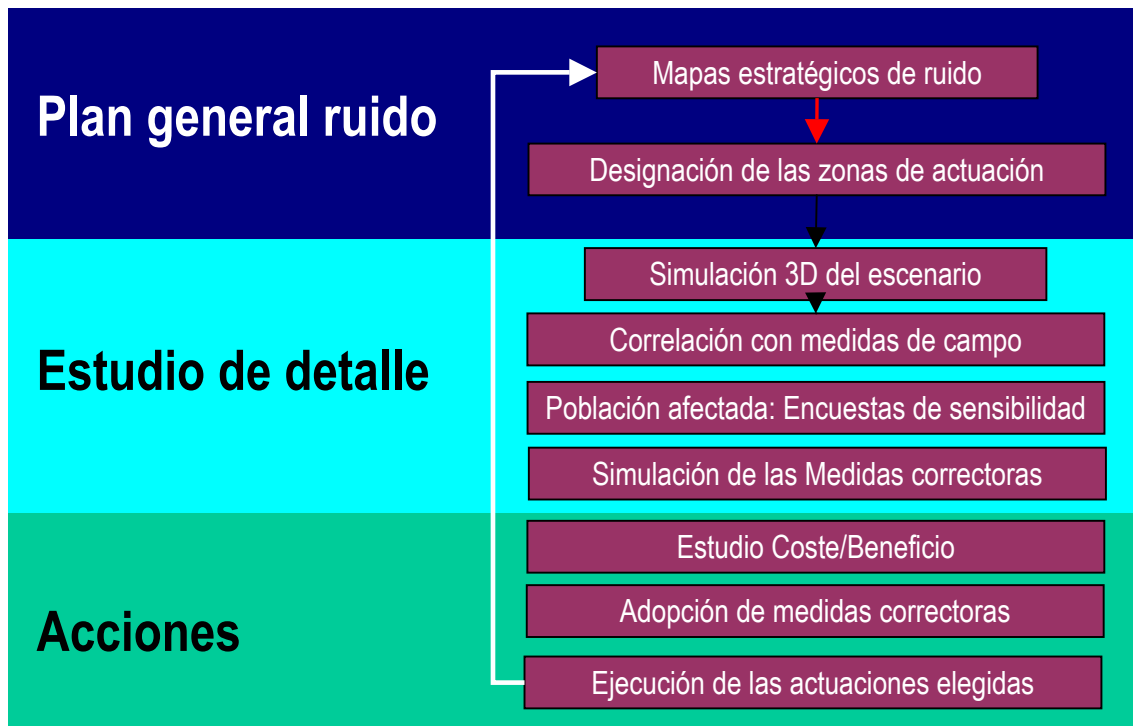 Plan general ruido
Mapas estratégicos de ruido
Designación de las zonas de actuación
Estudio de detalle
Simulación 3D del escenario
Correlación con medidas de campo
Población afectada: Encuestas de sensibilidad
Simulación de las Medidas correctoras
Acciones
Estudio Coste/Beneficio
Adopción de medidas correctoras
Ejecución de las actuaciones elegidas